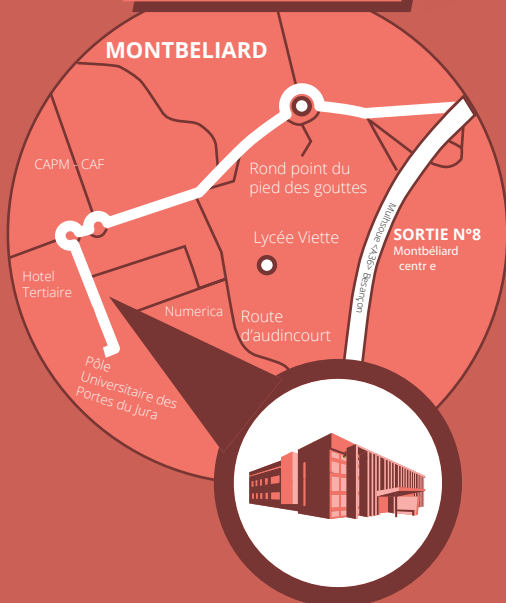 MONTBELIARD
CAPM - CAF
Rond point du
pied des gouttes
Lycée Viette
SORTIE N°8
Montbéliard
centr e
Mulhsoue <A36> Besançon
Hotel
Tertiaire
Numerica
Route
d’audincourt
Pôle
Universitaire des
Portes du Jura